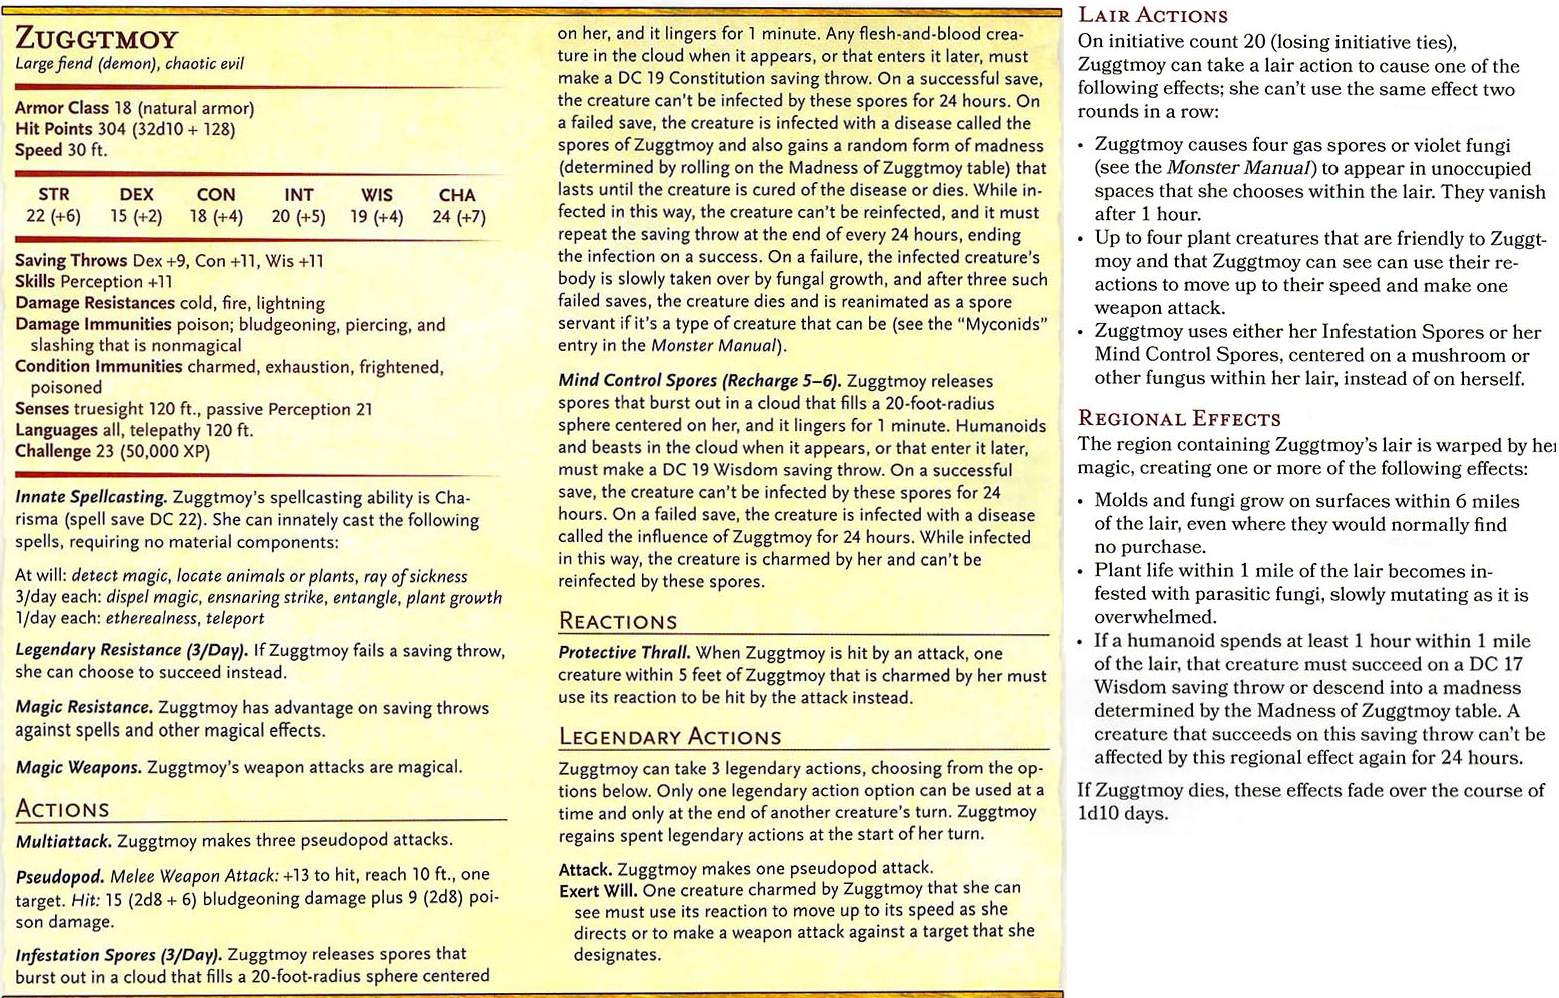 ZUGGTMOY
Large fiend (demon), chaotic evil
Armor Class 18 (natural armor)
Hit Points 304 (32d10 + 128)
Speed 30 ft.
STR DEX CON INT WIS CHA
22 (+6) 15 (+2) 18 (+4) 20 (+5) 19 (+4) 24 (+7)
Saving Throws Dex +9, Con +11, Wis +11
Skills Perception +11
Damage Resistances cold, fire, lightning
Damage Immunities poison; bludgeoning, piercing, and
slashing that is nonmagical
Condition Immunities charmed, exhaustion, frightened,
poisoned
Senses truesight 120 ft., passive Perception 21
Languages all, telepathy 120 ft.
Challenge 23 (50,000 XP)
Innate Spellcasting. Zuggtmoy's spellcasting ability is Cha-
risma (spell save DC 22). She can innately cast the following
spells, requiring no material components:
At will: detect magic, locate animals or plants, ray of sickness
3/day each: dispel magic, ensnaring strike, entangle, plant growth
1/day each: etherealness, teleport
Legendary Resistance (3/Day). If Zuggtmoy fails a saving throw,
she can choose to succeed instead.
Magic Resistance. Zuggtmoy has advantage on saving throws
against spells and other magical effects.
Magic Weapons. Zuggtmoy's weapon attacks are magical.
ACTIONS
Multiattack. Zuggtmoy makes three pseudopod attacks.
Pseudopod. Melee Weapon Attack: +13 to hit, reach 10 ft., one
target. Hit: 15 (2d8 + 6) bludgeoning damage plus 9 (2d8) poi-
son damage.
Infestation Spores (3/Day). Zuggtmoy releases spores that
burst out in a cloud that fills a 20-foot-radius sphere centered
on her, and it lingers for 1 minute. Any flesh-and-blood crea-
ture in the cloud when it appears, or that enters it later, must
make a DC 19 Constitution saving throw. On a successful save,
the creature can't be infected by these spores for 24 hours. On
a failed save, the creature is infected with a disease called the
spores of Zuggtmoy and also gains a random form of madness
(determined by rolling on the Madness of Zuggtmoy table) that
lasts until the creature is cured of the disease or dies. While in-
fected in this way, the creature can't be reinfected, and it must
repeat the saving throw at the end of every 24 hours, ending
the infection on a success. On a failure, the infected creature's
body is slowly taken over by fungal growth, and after three such
failed saves, the creature dies and is reanimated as a spore
servant if it's a type of creature that can be (see the "Myconids"
entry in the Monster Manual).
Mind Control Spores (Recharge 5–6). Zuggtmoy releases
spores that burst out in a cloud that fills a 20-foot-radius
sphere centered on her, and it lingers for 1 minute. Humanoids
and beasts in the cloud when it appears, or that enter it later,
must make a DC 19 Wisdom saving throw. On a successful
save, the creature can't be infected by these spores for 24
hours. On a failed save, the creature is infected with a disease
called the influence of Zuggtmoy for 24 hours. While infected
in this way, the creature is charmed by her and can't be
reinfected by these spores.
REACTIONS
Protective Thrall. When Zuggtmoy is hit by an attack, one
creature within 5 feet of Zuggtmoy that is charmed by her must
use its reaction to be hit by the attack instead.
LEGENDARY ACTIONS
Zuggtmoy can take 3 legendary actions, choosing from the op-
tions below. Only one legendary action option can be used at a
time and only at the end of another creature's turn. Zuggtmoy
regains spent legendary actions at the start of her turn.
Attack. Zuggtmoy makes one pseudopod attack.
Exert Will. One creature charmed by Zuggtmoy that she can
see must use its reaction to move up to its speed as she
directs or to make a weapon attack against a target that she
designates.
LAIR ACTIONS
On initiative count 20 (losing initiative ties),
Zuggtmoy can take a lair action to cause one of the
following effects; she can't use the same effect two
rounds in a row:
• Zuggtmoy causes four gas spores or violet fungi
(see the Monster Manual) to appear in unoccupied
spaces that she chooses within the lair. They vanish
after 1 hour.
• Up to four plant creatures that are friendly to Zuggt-
moy and that Zuggtmoy can see can use their re-
actions to move up to their speed and make one
weapon attack.
• Zuggtmoy uses either her Infestation Spores or her
Mind Control Spores, centered on a mushroom or
other fungus within her lair, instead of on herself.
REGIONAL EFFECTS
The region containing Zuggtmoy's lair is warped by her
magic, creating one or more of the following effects:
• Molds and fungi grow on surfaces within 6 miles
of the lair, even where they would normally find
no purchase.
• Plant life within 1 mile of the lair becomes in-
fested with parasitic fungi, slowly mutating as it is
overwhelmed.
• If a humanoid spends at least 1 hour within 1 mile
of the lair, that creature must succeed on a DC 17
Wisdom saving throw or descend into a madness
determined by the Madness of Zuggtmoy table. A
creature that succeeds on this saving throw can't be
affected by this regional effect again for 24 hours.
If Zuggtmoy dies, these effects fade over the course of
1d10 days.